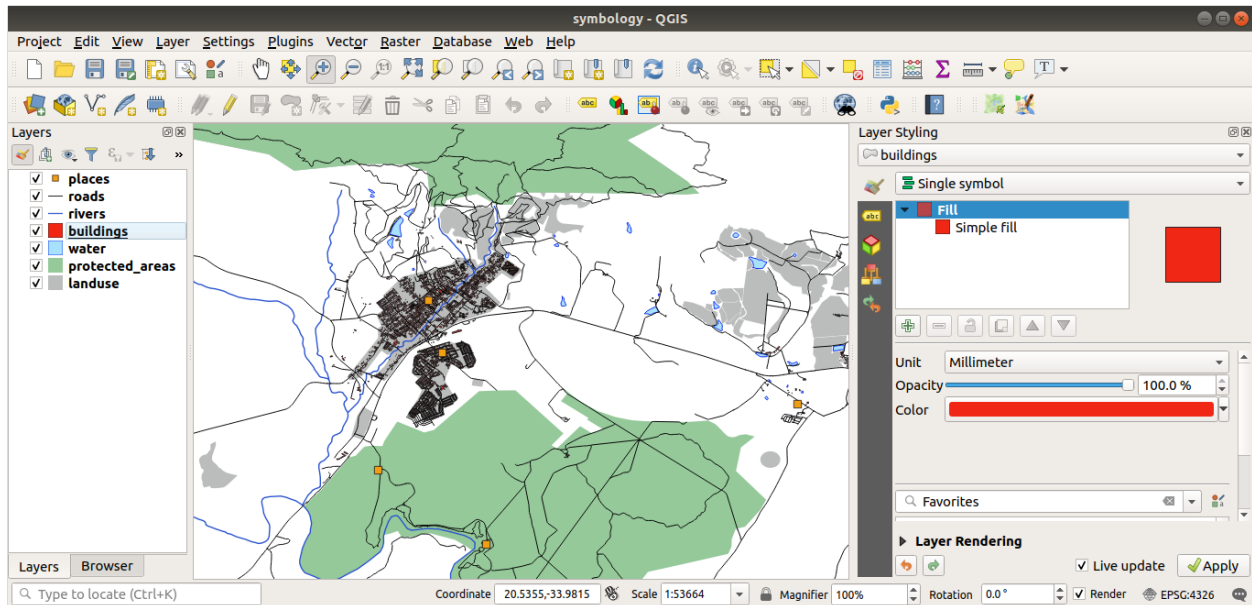 symbology - QGIS
Project Edit View Layer Settings Plugins Vector Raster Database Web Help
Layers
Layer Styling
buildings
places
roads
rivers
buildings
water
protected_areas
landuse
Single symbol
Fill
Simple fill
Unit Millimeter
Opacity 100.0 %
Color
Favorites
Layer Rendering
Layers Browser
Live update Apply
Type to locate (Ctrl+K) Coordinate 20.5355,-33.9815 Scale 1:53664 Magnifier 100% Rotation 0.0 ° Render EPSG:4326